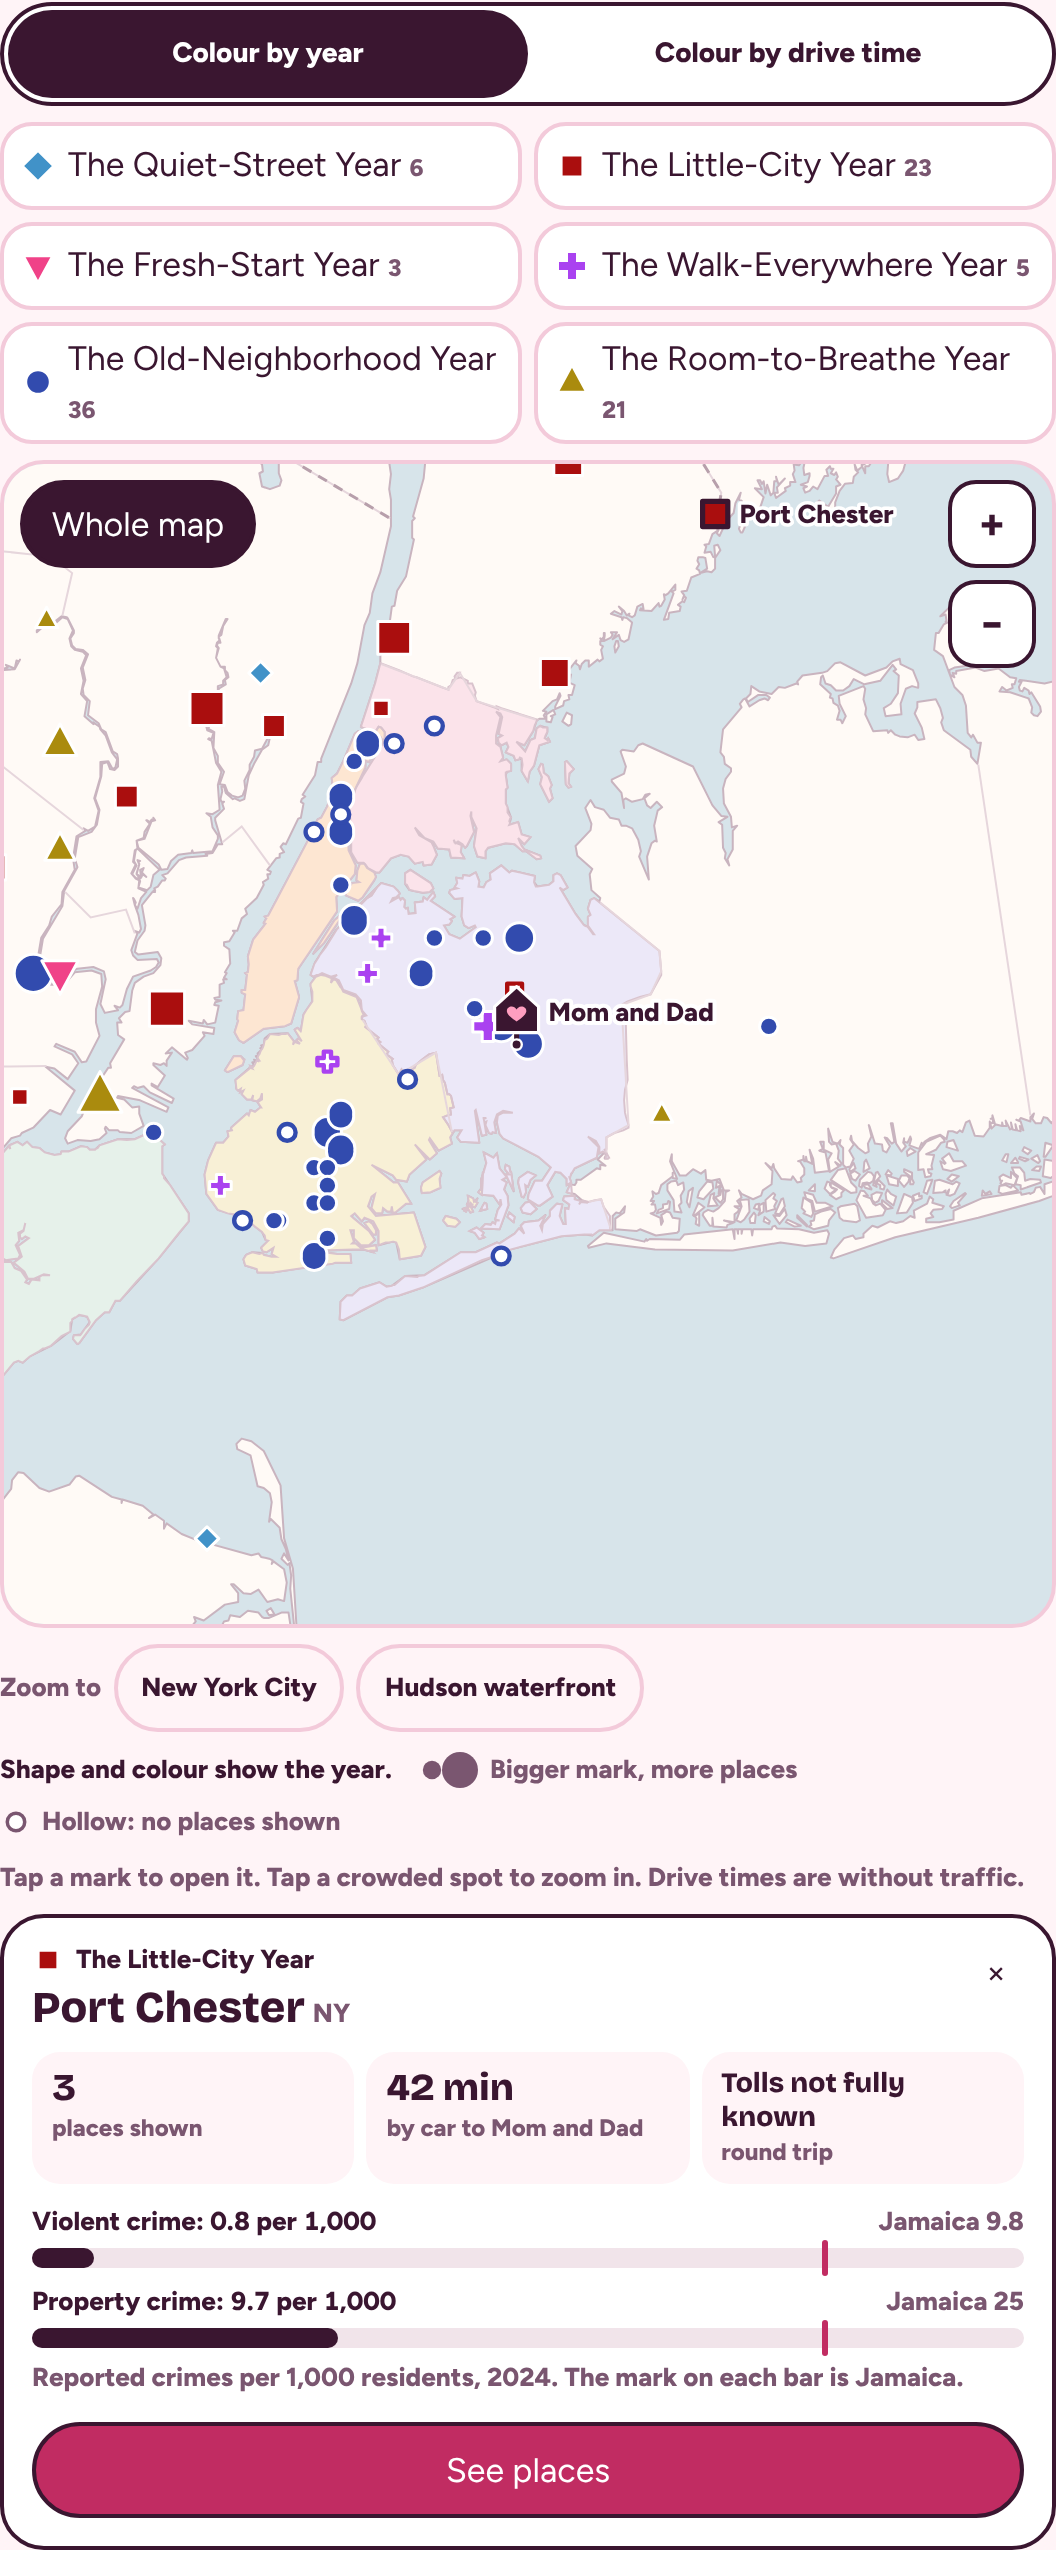 Colour by year
Colour by drive time
The Quiet-Street Year 6
The Little-City Year 23
The Fresh-Start Year 3
The Walk-Everywhere Year 5
The Old-Neighborhood Year
36
The Room-to-Breathe Year
21
Whole map
Port Chester
+
-
Mom and Dad
Zoom to
New York City
Hudson waterfront
Shape and colour show the year.
Bigger mark, more places
Hollow: no places shown
Tap a mark to open it. Tap a crowded spot to zoom in. Drive times are without traffic.
The Little-City Year
×
Port Chester NY
3
places shown
42 min
by car to Mom and Dad
Tolls not fully
known
round trip
Violent crime: 0.8 per 1,000
Jamaica 9.8
Property crime: 9.7 per 1,000
Jamaica 25
Reported crimes per 1,000 residents, 2024. The mark on each bar is Jamaica.
See places